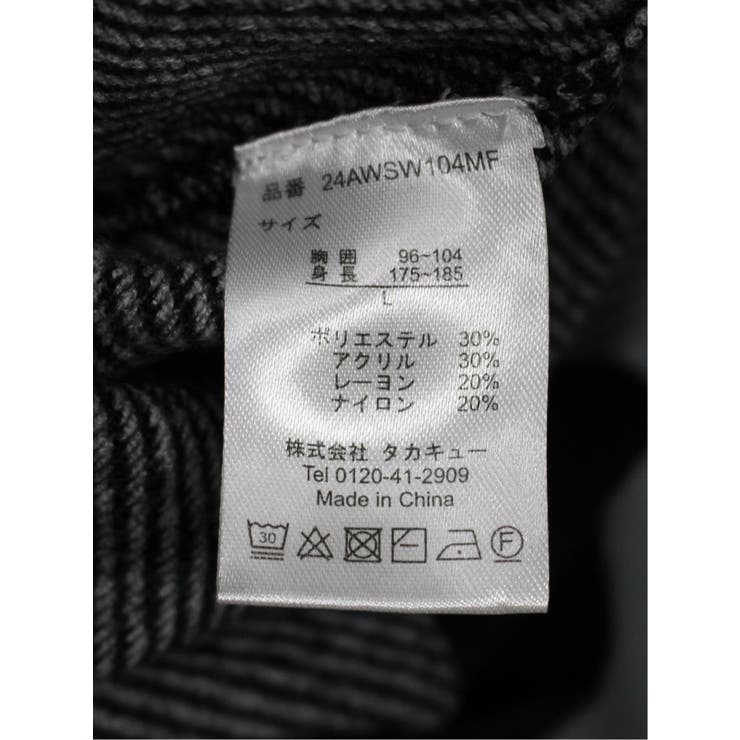 品番 24AWSW104MF
サイズ
胸囲 96~104
身長 175~185
L
ポリエステル 30%
アクリル 30%
レーヨン 20%
ナイロン 20%
株式会社 タカキュー
Tel 0120-41-2909
Made in China
30 F